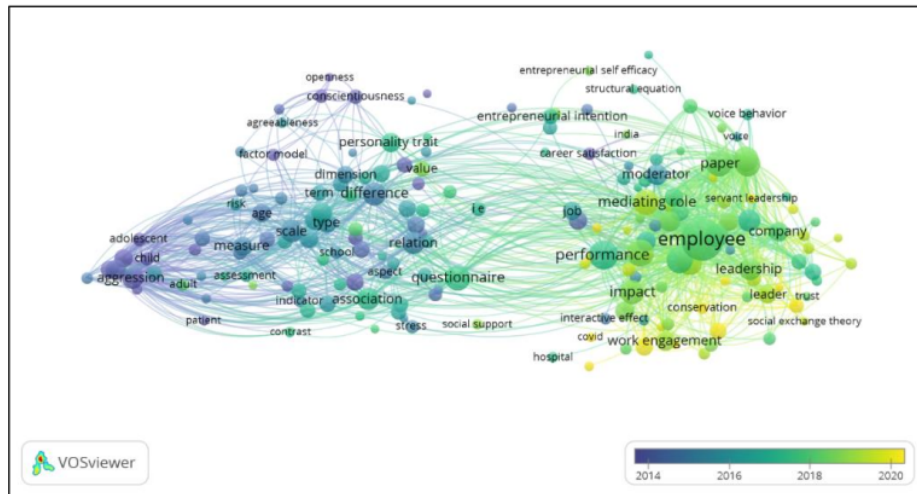 openness
conscientiousness
entrepreneurial self efficacy
structural equation
agreeableness
entrepreneurial intention
voice behavior
personality trait
india
voice
factor model
career satisfaction
paper
value
dimension
moderator
term
difference
servant leadership
mediating role
risk
age
type
i e
job
scale
employee
company
adolescent
measure
relation
child
school
performance
aggression
assessment
aspect
questionnaire
leadership
adult
indicator
association
impact
leader
trust
conservation
patient
stress
social support
interactive effect
social exchange theory
contrast
covid
work engagement
hospital
VOSviewer
2014 2016 2018 2020